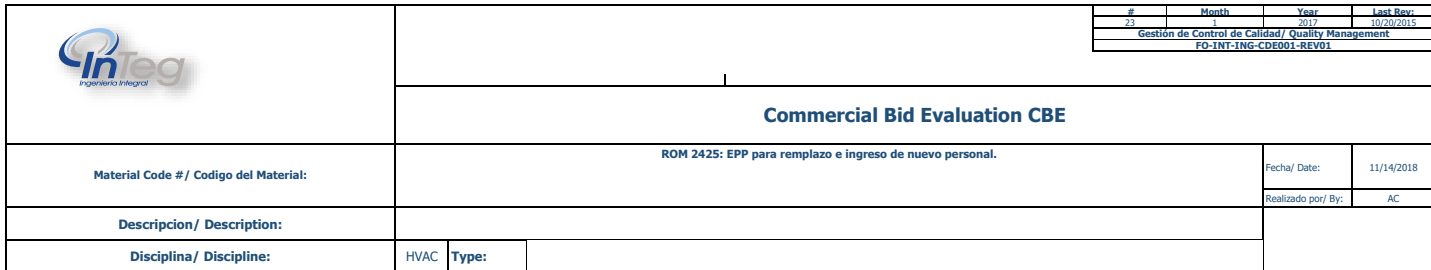 # Month Year Last Rev:
23 1 2017 10/20/2015
Gestión de Control de Calidad/ Quality Management
FO-INT-ING-CDE001-REV01
InTeg
Ingeniería Integral
Commercial Bid Evaluation CBE
Material Code #/ Codigo del Material:
ROM 2425: EPP para remplazo e ingreso de nuevo personal.
Fecha/ Date: 11/14/2018
Realizado por/ By: AC
Descripcion/ Description:
Disciplina/ Discipline: HVAC Type: